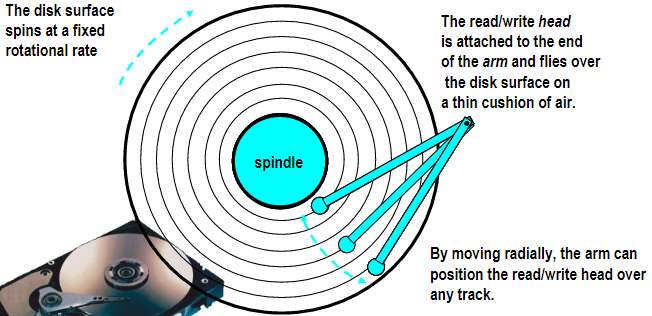 The disk surface
spins at a fixed
rotational rate
The read/write head
is attached to the end
of the arm and flies over
the disk surface on
a thin cushion of air.
spindle
By moving radially, the arm can
position the read/write head over
any track.